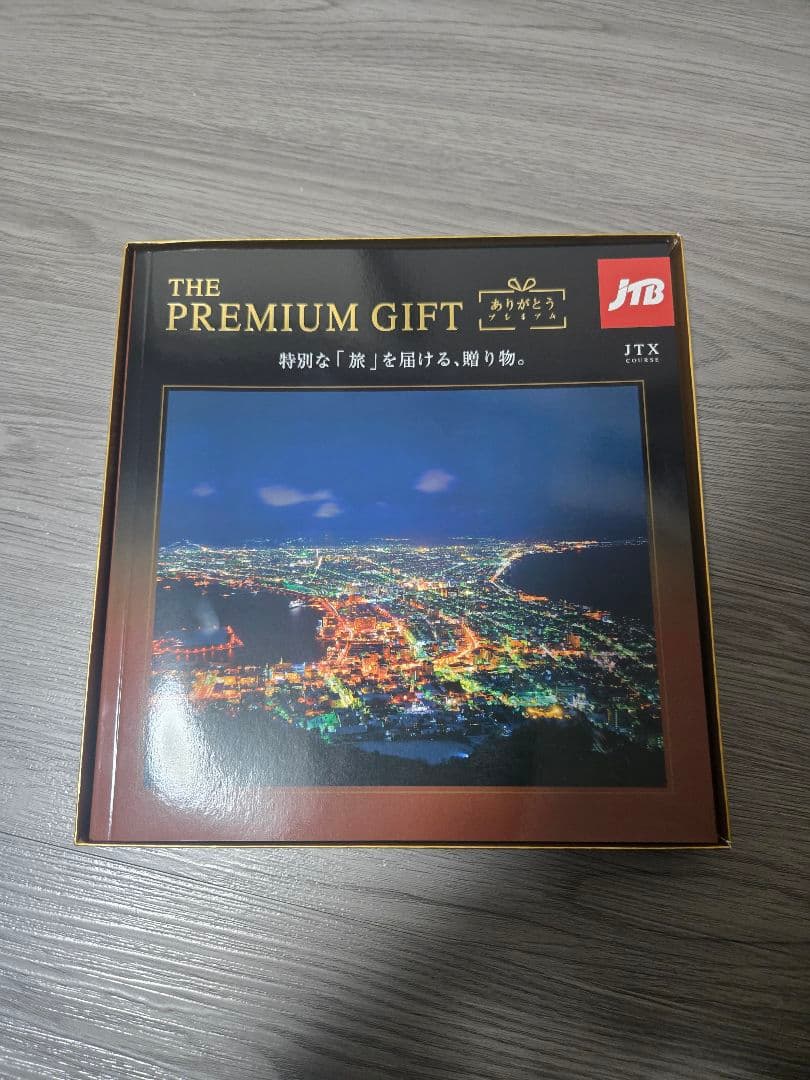 THE
PREMIUM GIFT
ありがとう
プレミアム
JTB
特別な「旅」を届ける、贈り物。
JTX
COURSE